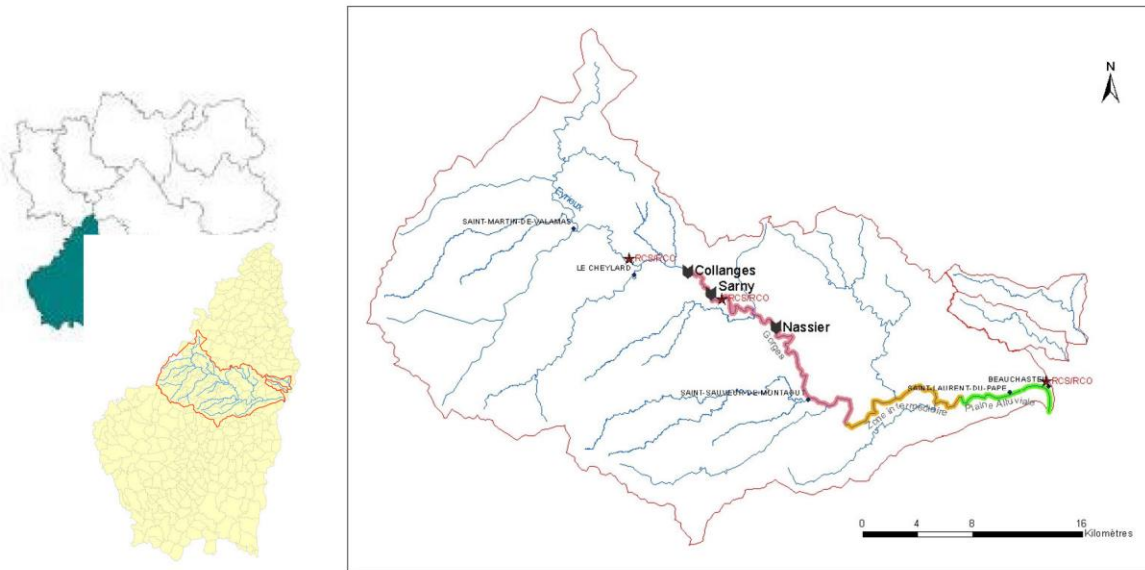 N
Eyrieux
SAINT-MARTIN-DE-VALAMAS
RCS/RCO
LE CHEYLARD
Collanges
Sarny
RCS/RCO
Nassier
Gorges
SAINT-SAUVEUR-DE-MONTAGUT
BEAUCHASTEL
RCS/RCO
SAINT-LAURENT-DU-PAPE
Zone intermédiaire
Plaine Alluviale
0 4 8 16
Kilomètres